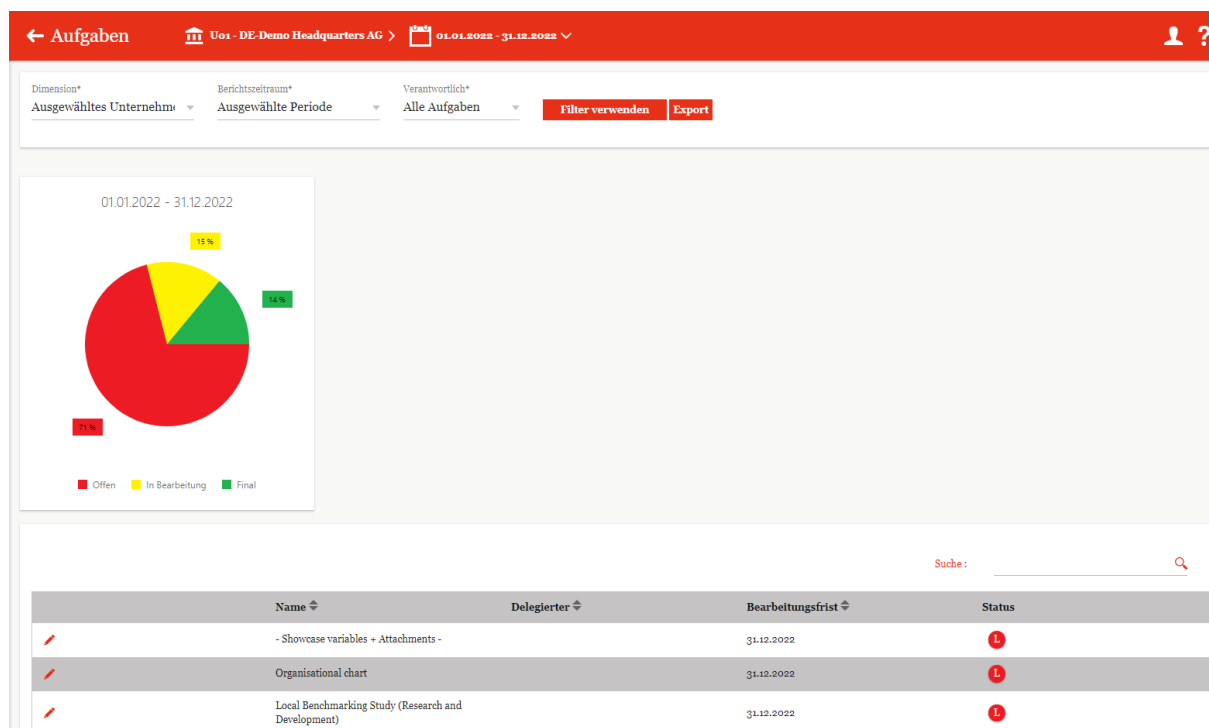 Aufgaben
U01 - DE-Demo Headquarters AG
01.01.2022 - 31.12.2022
?
Dimension*
Berichtszeitraum*
Verantwortlich*
Ausgewähltes Unternehm
Ausgewählte Periode
Alle Aufgaben
Filter verwenden
Export
01.01.2022 - 31.12.2022
15 %
14 %
71 %
Offen
In Bearbeitung
Final
Suche :
Name
Delegierter
Bearbeitungsfrist
Status
- Showcase variables + Attachments -
31.12.2022
L
Organisational chart
31.12.2022
L
Local Benchmarking Study (Research and
Development)
31.12.2022
L